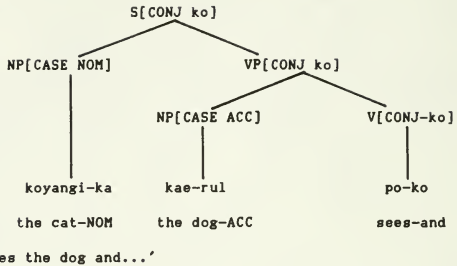 S[CONJ ko]
NP[CASE NOM] VP[CONJ ko]
NP[CASE ACC] V[CONJ-ko]
koyangi-ka kae-rul po-ko
the cat-NOM the dog-ACC sees-and
es the dog and...'